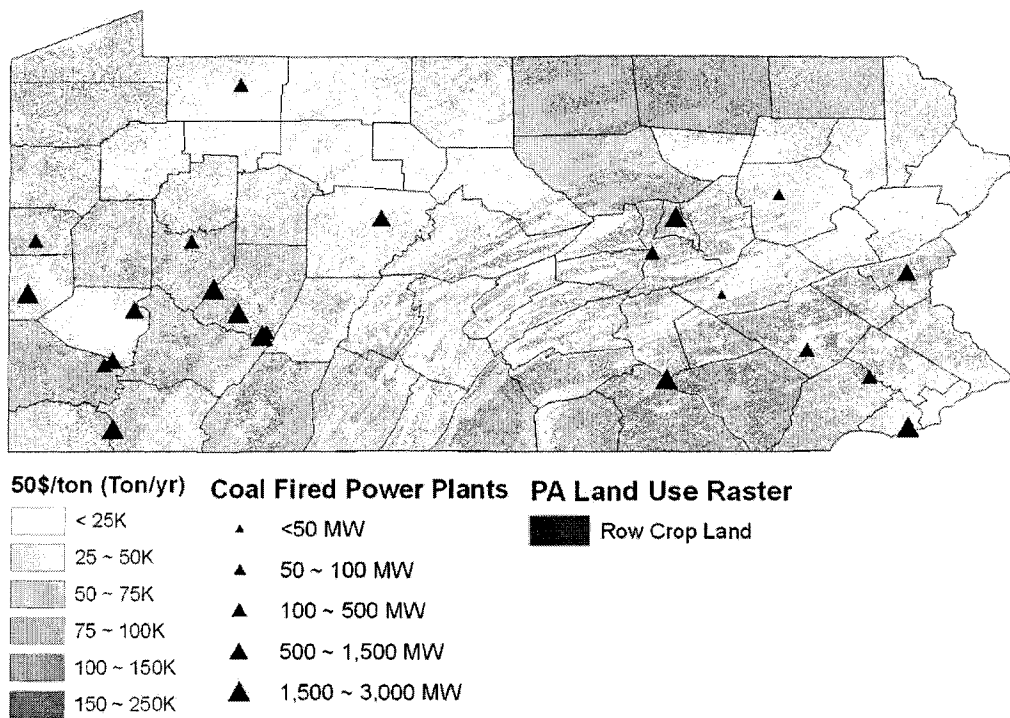 50$/ton (Ton/yr)
< 25K
25 ~ 50K
50 ~ 75K
75 ~ 100K
100 ~ 150K
150 ~ 250K
Coal Fired Power Plants
<50 MW
50 ~ 100 MW
100 ~ 500 MW
500 ~ 1,500 MW
1,500 ~ 3,000 MW
PA Land Use Raster
Row Crop Land